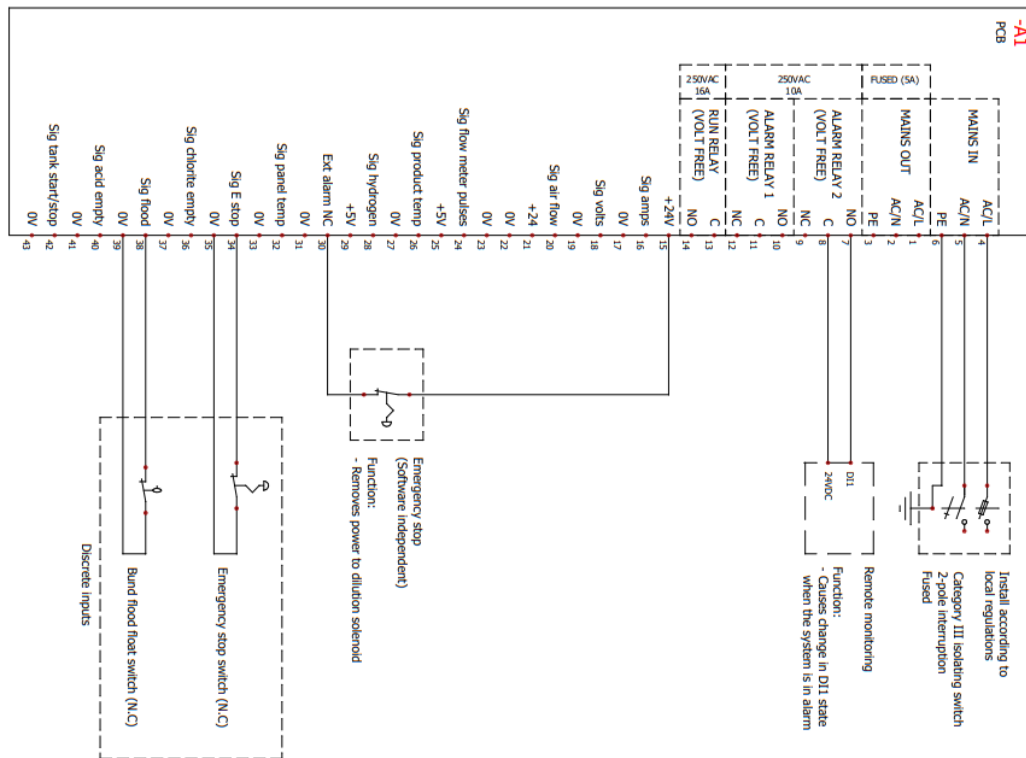 -A1
PCB
MAINS IN
AC/L
4
AC/N
5
PE
6
FUSED (5A)
MAINS OUT
AC/L
1
AC/N
2
PE
3
250VAC
10A
ALARM RELAY 2
(VOLT FREE)
NO
7
C
8
NC
9
ALARM RELAY 1
(VOLT FREE)
NO
10
C
11
NC
12
250VAC
16A
RUN RELAY
(VOLT FREE)
C
13
NO
14
+24V
15
Sig amps
16
0V
17
Sig volts
18
0V
19
Sig air flow
20
+24
21
0V
22
0V
23
Sig flow meter pulses
24
+5V
25
Sig product temp
26
0V
27
Sig hydrogen
28
+5V
29
Ext alarm NC
30
0V
31
Sig panel temp
32
0V
33
Sig E stop
34
0V
35
Sig chlorite empty
36
0V
37
Sig flood
38
0V
39
Sig acid empty
40
0V
41
Sig tank start/stop
42
0V
43
Install according to
local regulations
Category III isolating switch
2-pole interruption
Fused
DI1
24VDC
Remote monitoring
Function:
- Causes change in DI1 state
when the system is in alarm
Emergency stop
(Software independent)
Function:
- Removes power to dilution solenoid
Emergency stop switch (N.C)
Bund flood float switch (N.C)
Discrete inputs